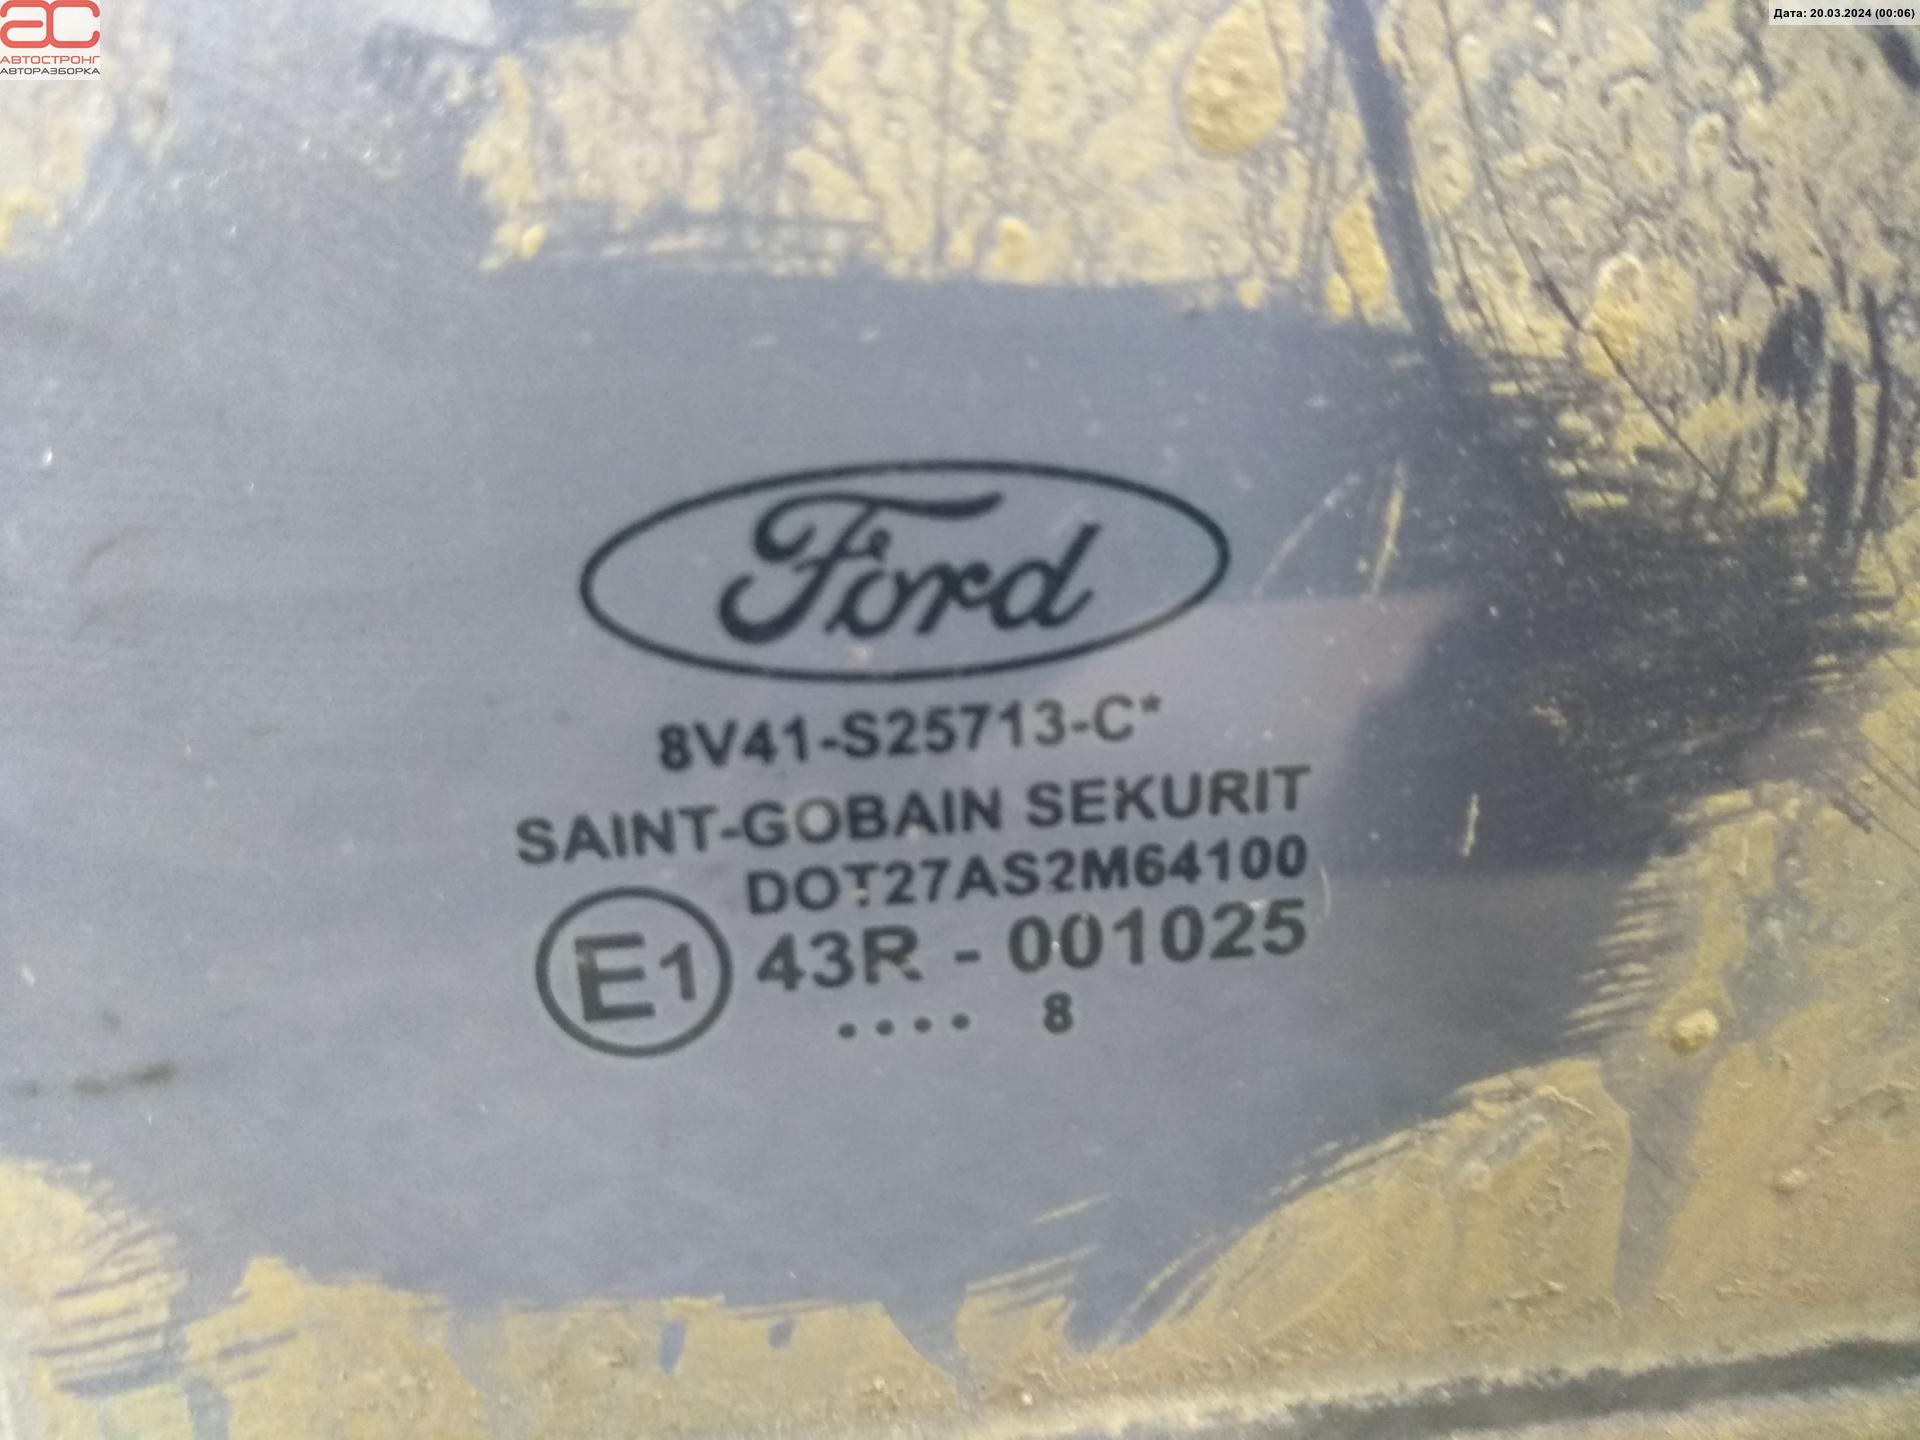 АВТОСТРОНГ
АВТОРАЗБОРКА
Дата: 20.03.2024 (00:06)
Ford
8V41-S25713-C*
SAINT-GOBAIN SEKURIT
DOT27AS2M64100
E1 43R - 001025
.... 8